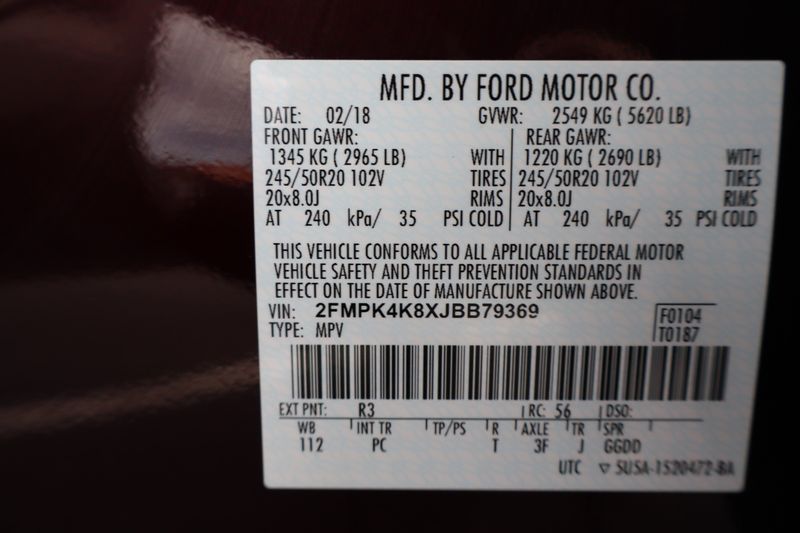 MFD. BY FORD MOTOR CO.
DATE: 02/18 GVWR: 2549 KG ( 5620 LB)
FRONT GAWR: REAR GAWR:
1345 KG ( 2965 LB) WITH 1220 KG ( 2690 LB) WITH
245/50R20 102V TIRES 245/50R20 102V TIRES
20x8.0J RIMS 20x8.0J RIMS
AT 240 kPa/ 35 PSI COLD AT 240 kPa/ 35 PSI COLD
THIS VEHICLE CONFORMS TO ALL APPLICABLE FEDERAL MOTOR
VEHICLE SAFETY AND THEFT PREVENTION STANDARDS IN
EFFECT ON THE DATE OF MANUFACTURE SHOWN ABOVE.
VIN: 2FMPK4K8XJBB79369 F0104
TYPE: MPV T0187
EXT PNT: R3 RC: 56 DSO:
WB INT TR TP/PS R AXLE TR SPR
112 PC T 3F J GGDD
UTC ▽ SU5A-1520472-BA